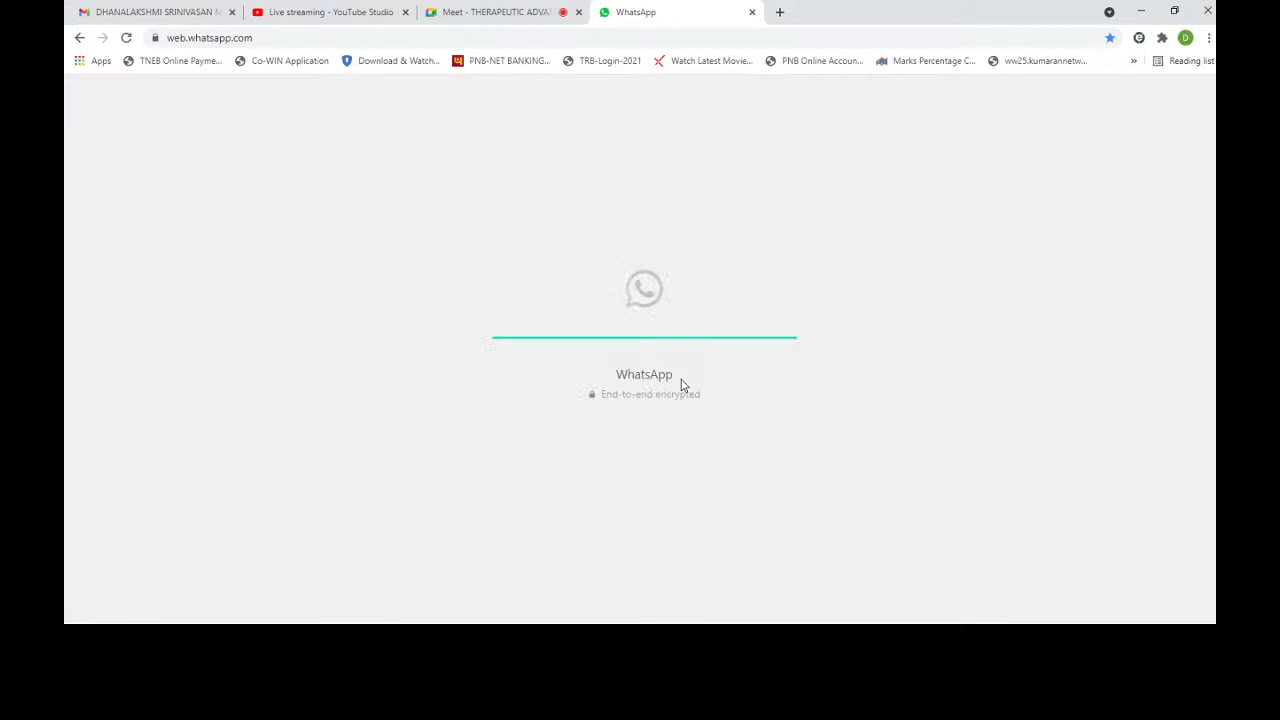 DHANALAKSHMI SRINIVASAN M Live streaming - YouTube Studio Meet - THERAPEUTIC ADVA WhatsApp
web.whatsapp.com D
Apps TNEB Online Payme... Co-WIN Application Download & Watch... PNB-NET BANKING... TRB-Login-2021 Watch Latest Movie... PNB Online Accoun... Marks Percentage C... ww25.kumarannetw... » Reading list
WhatsApp
End-to-end encrypted